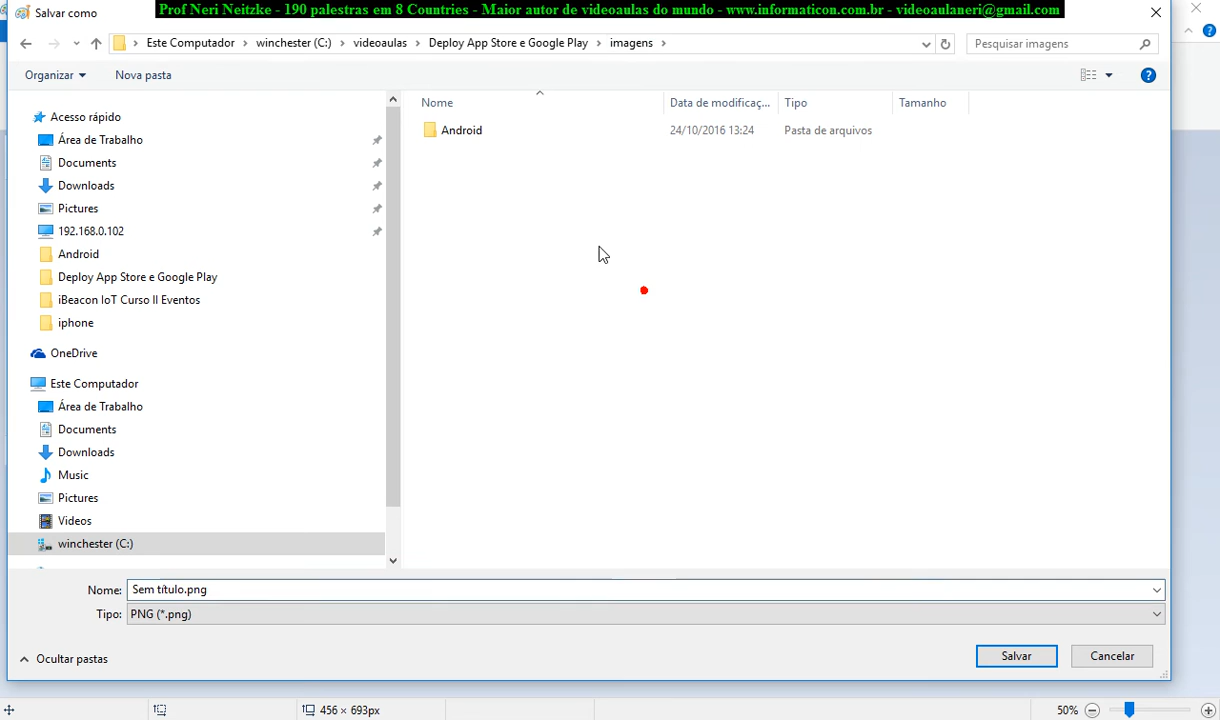 Prof Neri Neitzke - 190 palestras em 8 Countries - Maior autor de videoaulas do mundo - www.informaticon.com.br - videoaulaneri@gmail.com
Salvar como
Este Computador > winchester (C:) > videoaulas > Deploy App Store e Google Play > imagens >
Pesquisar imagens
Organizar
Nova pasta
Nome
Data de modificaç...
Tipo
Tamanho
Android
24/10/2016 13:24
Pasta de arquivos
Acesso rápido
Área de Trabalho
Documents
Downloads
Pictures
192.168.0.102
Android
Deploy App Store e Google Play
iBeacon IoT Curso II Eventos
iphone
OneDrive
Este Computador
Área de Trabalho
Documents
Downloads
Music
Pictures
Videos
winchester (C:)
Nome: Sem título.png
Tipo: PNG (*.png)
Ocultar pastas
Salvar
Cancelar
456 × 693px
50%